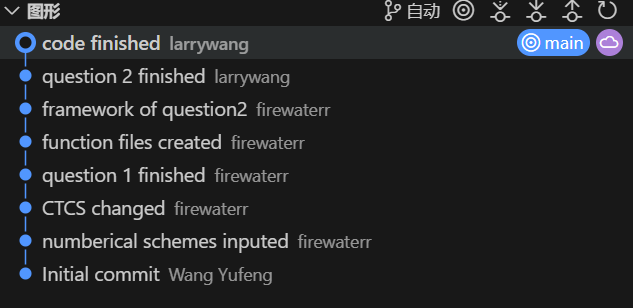 图形 自动
code finished larrywang main
question 2 finished larrywang
framework of question2 firewaterr
function files created firewaterr
question 1 finished firewaterr
CTCS changed firewaterr
numberical schemes inputed firewaterr
Initial commit Wang Yufeng